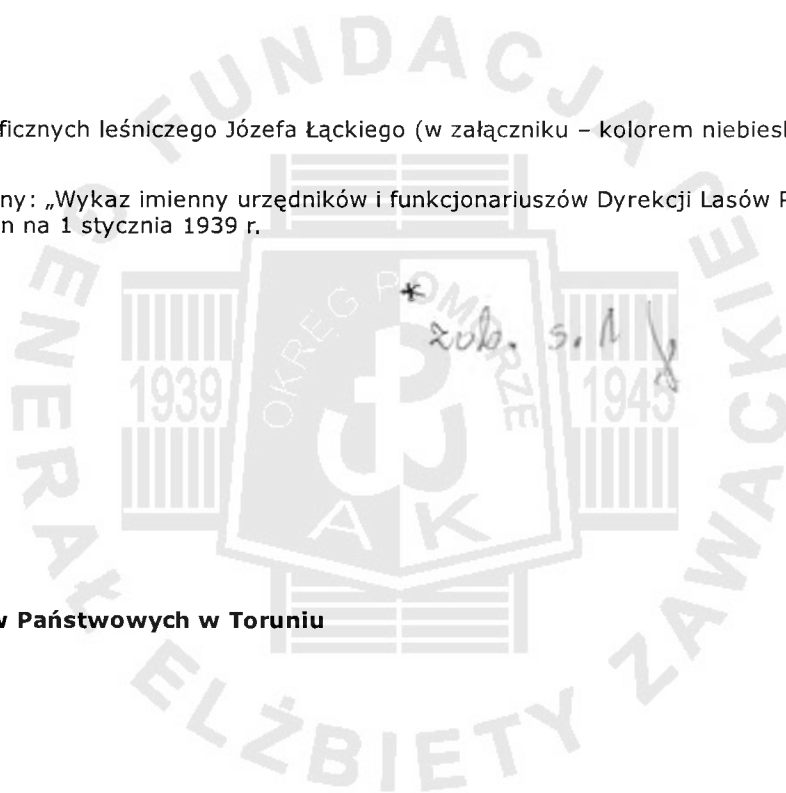 ficznych leśniczego Józefa Łąckiego (w załączniku – kolorem niebiesk
ny: „Wykaz imienny urzędników i funkcjonariuszów Dyrekcji Lasów P
n na 1 stycznia 1939 r.
*
zob. s. 1
w Państwowych w Toruniu
FUNDACJA GENERAŁ ELŻBIETY ZAWACKIEJ
OKRĘG POMORZE
1939
1945
AK